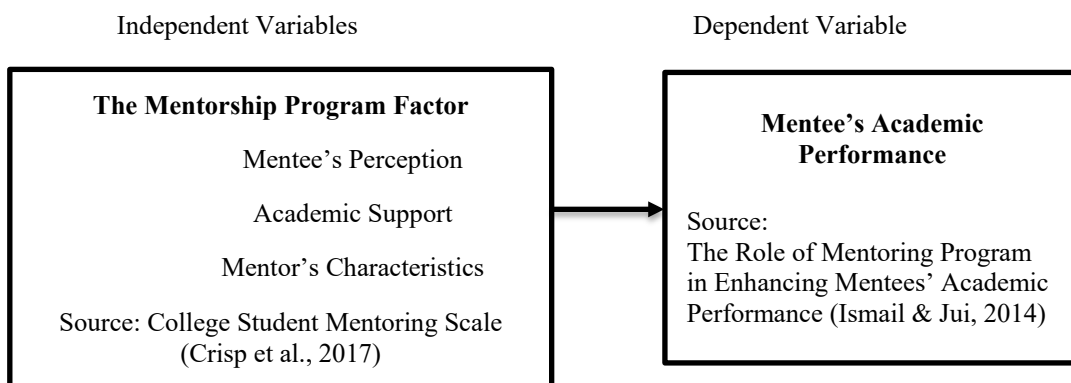 Independent Variables
The Mentorship Program Factor
Mentee’s Perception
Academic Support
Mentor’s Characteristics
Source: College Student Mentoring Scale
(Crisp et al., 2017)
Dependent Variable
Mentee’s Academic
Performance
Source:
The Role of Mentoring Program
in Enhancing Mentees’ Academic
Performance (Ismail & Jui, 2014)